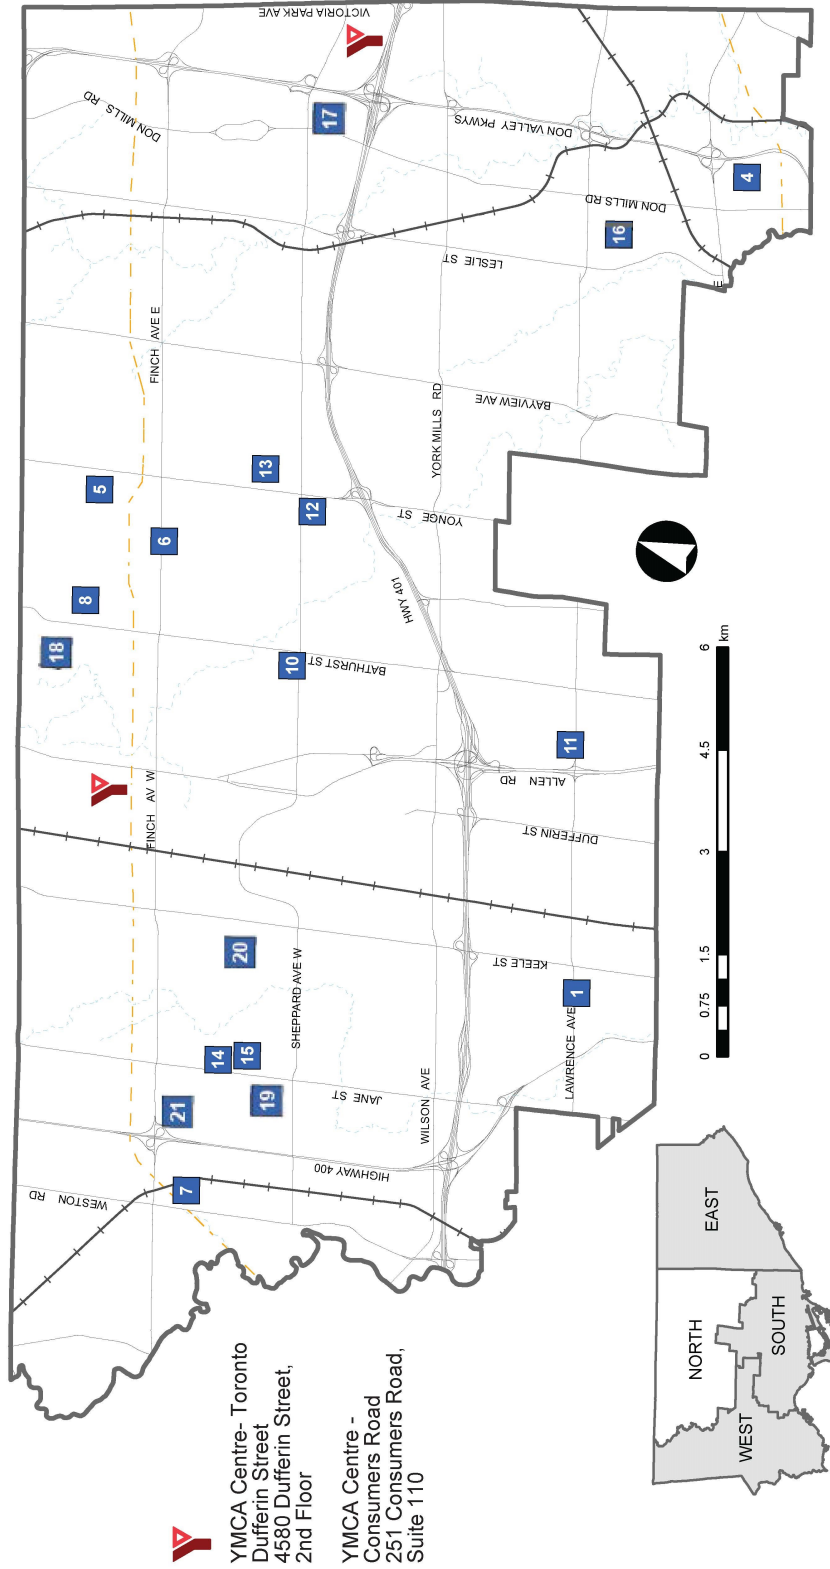 VICTORIA PARK AVE
DON MILLS RD
17
DON VALLEY PKWYS
4
DON MILLS RD
16
LESLIE ST
E
FINCH AVE E
BAYVIEW AVE
YORK MILLS RD
13
5
12
YONGE ST
6
8
HWY 401
18
10
BATHURST ST
11
ALLEN RD
FINCH AV W
DUFFERIN ST
20
KEELE ST
SHEPPARD AVE W
1
LAWRENCE AVE
14
15
19
21
JANE ST
WILSON AVE
HIGHWAY 400
7
WESTON RD
0 0.75 1.5 3 4.5 6
km
YMCA Centre- Toronto
Dufferin Street
4580 Dufferin Street,
2nd Floor
YMCA Centre -
Consumers Road
251 Consumers Road,
Suite 110
NORTH
EAST
WEST
SOUTH